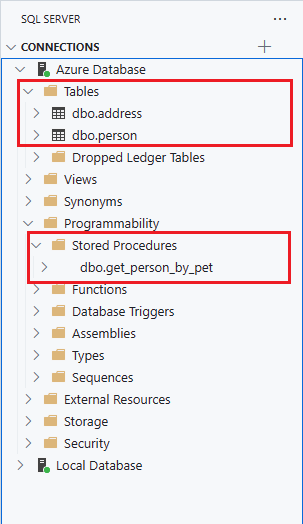 SQL SERVER
CONNECTIONS
Azure Database
Tables
dbo.address
dbo.person
Dropped Ledger Tables
Views
Synonyms
Programmability
Stored Procedures
dbo.get_person_by_pet
Functions
Database Triggers
Assemblies
Types
Sequences
External Resources
Storage
Security
Local Database